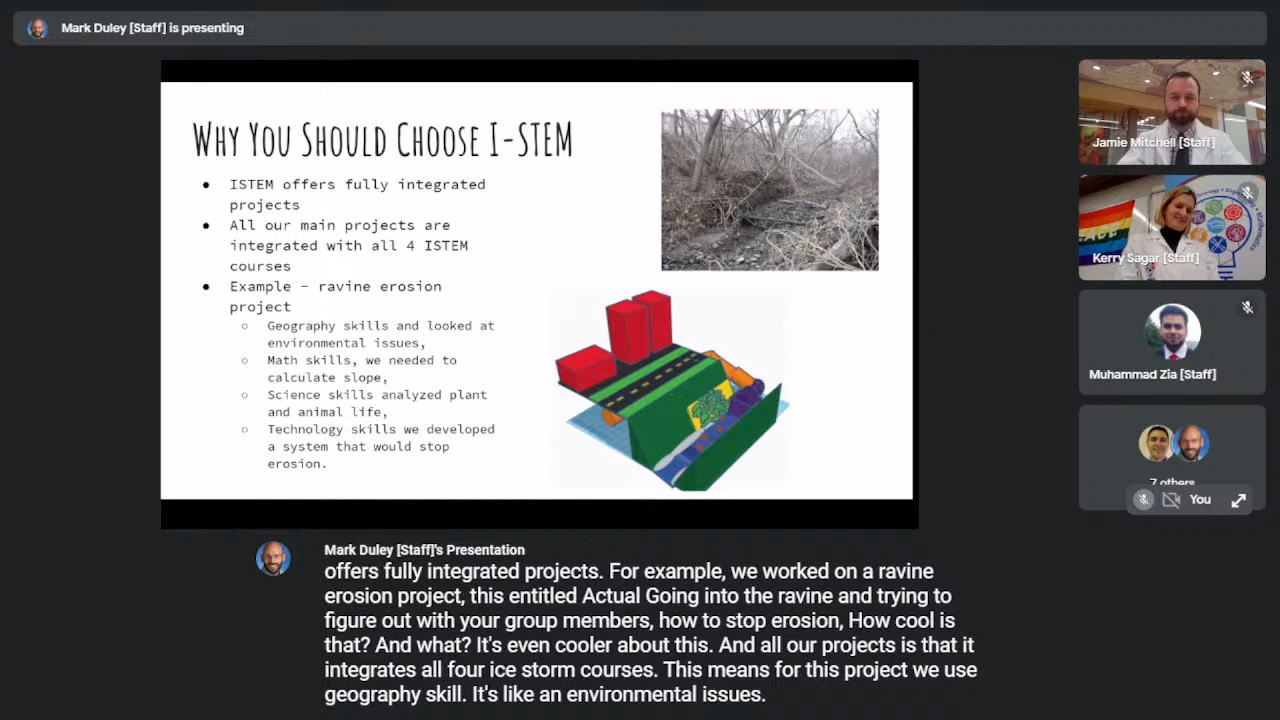 Mark Duley [Staff] is presenting
WHY YOU SHOULD CHOOSE I-STEM
● ISTEM offers fully integrated
projects
● All our main projects are
integrated with all 4 ISTEM
courses
● Example – ravine erosion
project
○ Geography skills and looked at
environmental issues,
○ Math skills, we needed to
calculate slope,
○ Science skills analyzed plant
and animal life,
○ Technology skills we developed
a system that would stop
erosion.
Jamie Mitchell [Staff]
Kerry Sagar [Staff]
Muhammad Zia [Staff]
7 others
You
Mark Duley [Staff]'s Presentation
offers fully integrated projects. For example, we worked on a ravine
erosion project, this entitled Actual Going into the ravine and trying to
figure out with your group members, how to stop erosion, How cool is
that? And what? It's even cooler about this. And all our projects is that it
integrates all four ice storm courses. This means for this project we use
geography skill. It's like an environmental issues.